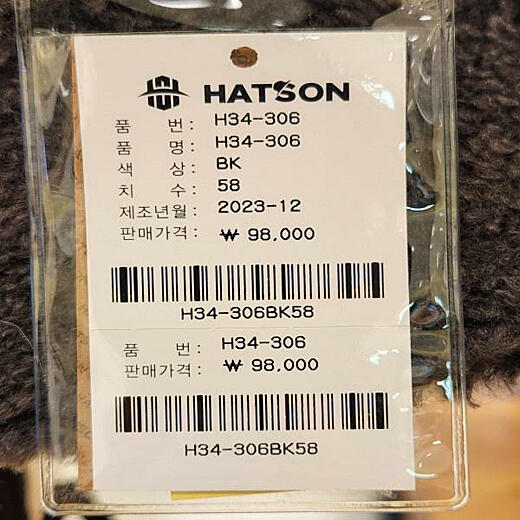 HATSON
품 번 : H34-306
품 명 : H34-306
색 상 : BK
치 수 : 58
제조년월 : 2023-12
판매가격 : ₩ 98,000
H34-306BK58
품 번 : H34-306
판매가격 : ₩ 98,000
H34-306BK58